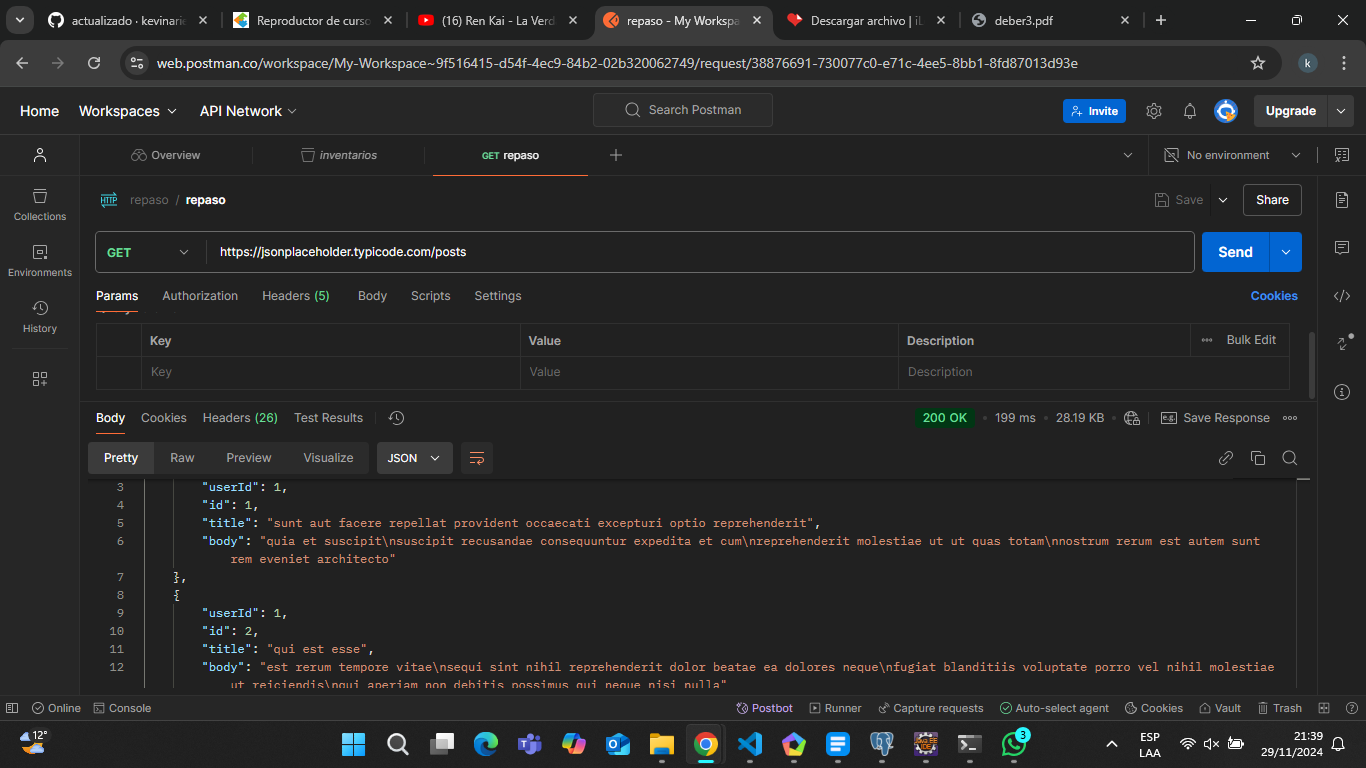 actualizado · kevinarie
Reproductor de curso
(16) Ren Kai - La Verd
repaso - My Workspa
Descargar archivo | iL
deber3.pdf
web.postman.co/workspace/My-Workspace~9f516415-d54f-4ec9-84b2-02b320062749/request/38876691-730077c0-e71c-4ee5-8bb1-8fd87013d93e
k
Home Workspaces API Network
Search Postman
Invite
Upgrade
Overview
inventarios
GET repaso
No environment
HTTP repaso / repaso
Save
Share
Collections
Environments
History
GET
https://jsonplaceholder.typicode.com/posts
Send
Params Authorization Headers (5) Body Scripts Settings
Cookies
Key Value Description Bulk Edit
Key Value Description
Body Cookies Headers (26) Test Results
200 OK 199 ms 28.19 KB
e.g. Save Response
Pretty Raw Preview Visualize JSON
3 "userId": 1,
4 "id": 1,
5 "title": "sunt aut facere repellat provident occaecati excepturi optio reprehenderit",
6 "body": "quia et suscipit\nsuscipit recusandae consequuntur expedita et cum\nreprehenderit molestiae ut ut quas totam\nnostrum rerum est autem sunt
rem eveniet architecto"
7 },
8 {
9 "userId": 1,
10 "id": 2,
11 "title": "qui est esse",
12 "body": "est rerum tempore vitae\nsequi sint nihil reprehenderit dolor beatae ea dolores neque\nfugiat blanditiis voluptate porro vel nihil molestiae
ut reiciendis\nqui aperiam non debitis possimus qui neque nisi nulla"
Online Console
Postbot Runner Capture requests Auto-select agent Cookies Vault Trash
12°
3
ESP
LAA
21:39
29/11/2024